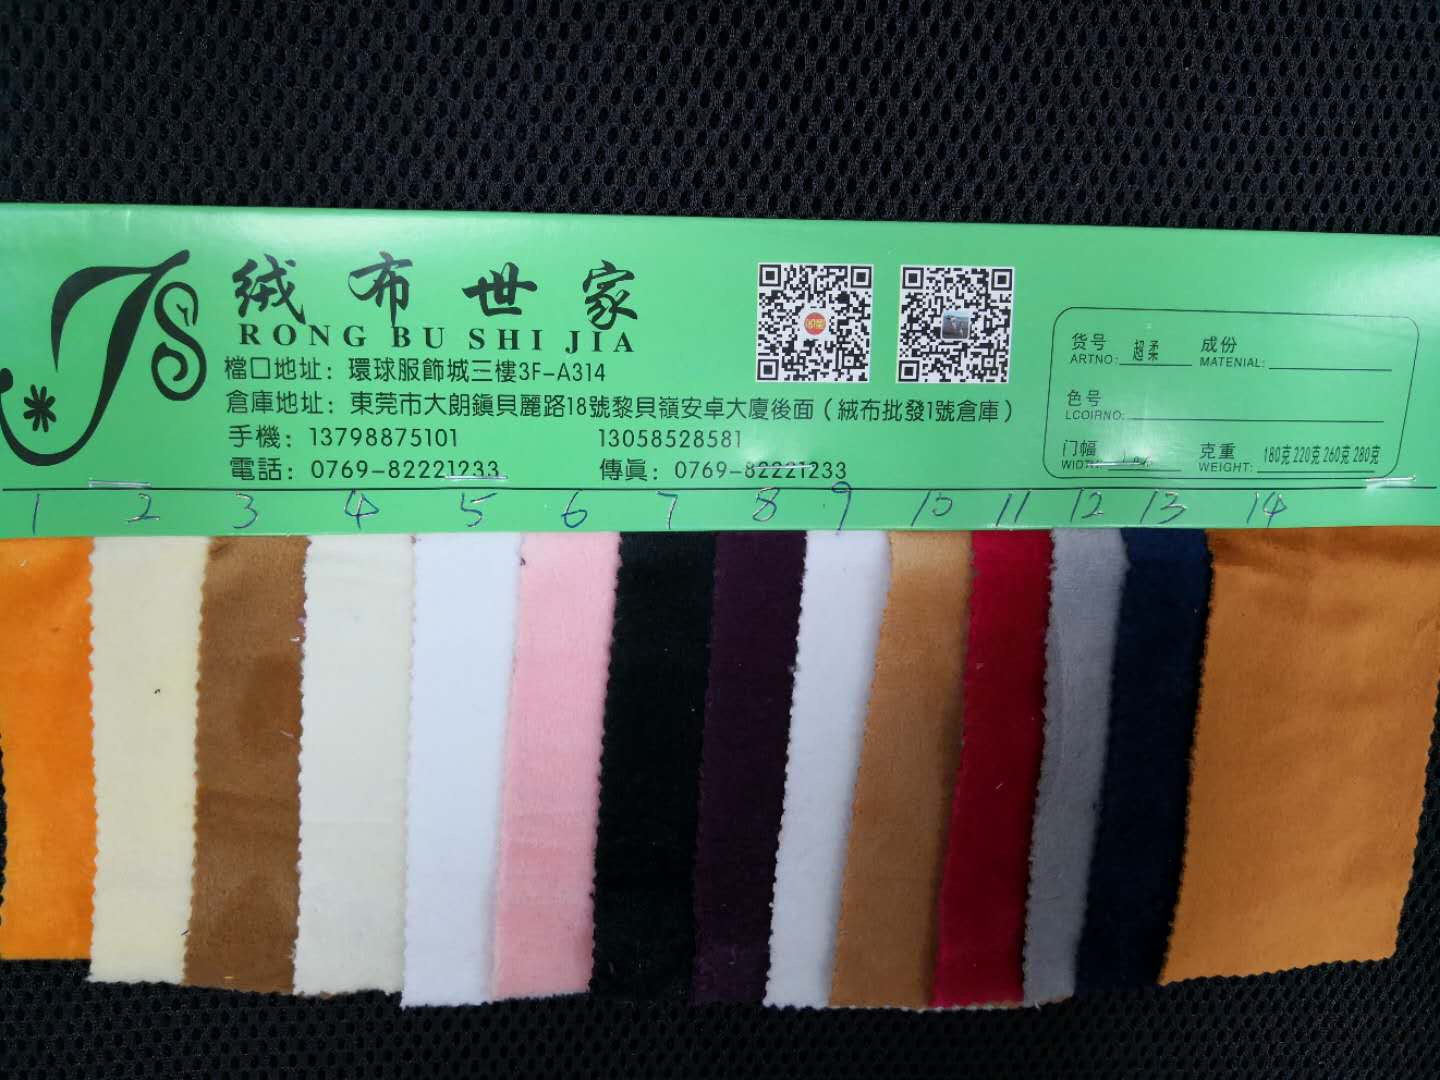 JS
絨布世家
RONG BU SHI JIA
檔口地址：環球服飾城三樓3F-A314
倉庫地址：東莞市大朗鎮貝麗路18號黎貝嶺安卓大廈後面（絨布批發1號倉庫）
手機：13798875101 13058528581
電話：0769-82221233 傳真：0769-82221233
货号 超柔 成份
ARTNO: MATENIAL:
色号
LCOIRNO:
门幅 克重 180克 220克 260克 280克
WIDTH: WEIGHT:
1 2 3 4 5 6 7 8 9 10 11 12 13 14